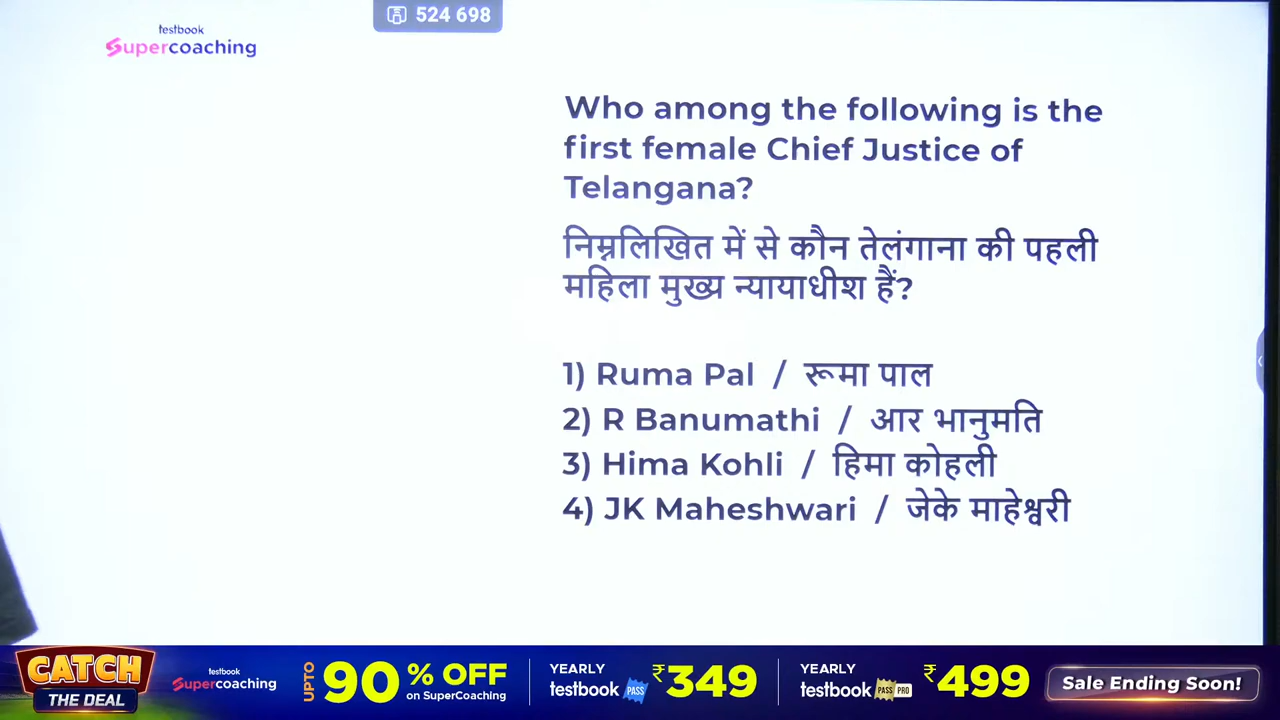 testbook
Supercoaching
524 698
Who among the following is the
first female Chief Justice of
Telangana?
निम्नलिखित में से कौन तेलंगाना की पहली
महिला मुख्य न्यायाधीश हैं?
1) Ruma Pal / रूमा पाल
2) R Banumathi / आर भानुमति
3) Hima Kohli / हिमा कोहली
4) JK Maheshwari / जेके माहेश्वरी
CATCH
THE DEAL
testbook
Supercoaching
UPTO
90% OFF
on SuperCoaching
YEARLY
testbook PASS
₹349
YEARLY
testbook PASS PRO
₹499
Sale Ending Soon!